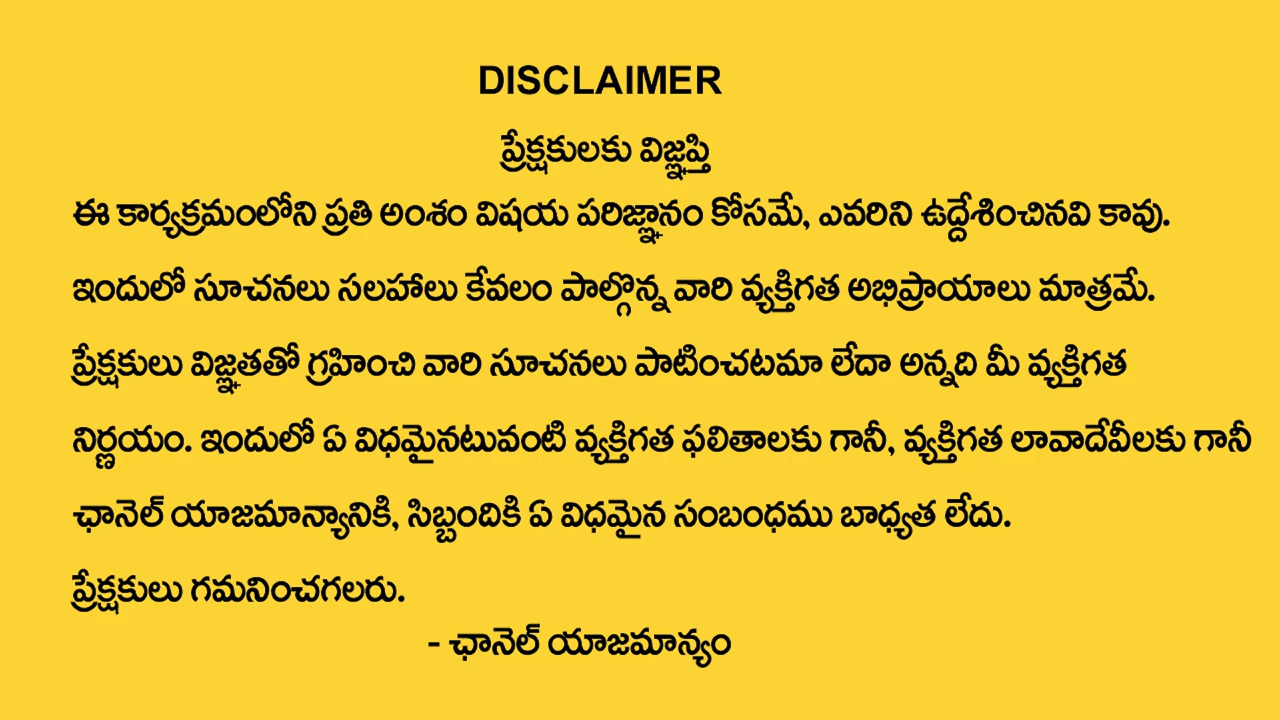 DISCLAIMER
ప్రేక్షకులకు విజ్ఞప్తి
ఈ కార్యక్రమంలోని ప్రతి అంశం విషయ పరిజ్ఞానం కోసమే, ఎవరిని ఉద్దేశించినవి కావు.
ఇందులో సూచనలు సలహాలు కేవలం పాల్గొన్న వారి వ్యక్తిగత అభిప్రాయాలు మాత్రమే.
ప్రేక్షకులు విజ్ఞతతో గ్రహించి వారి సూచనలు పాటించటమా లేదా అన్నది మీ వ్యక్తిగత
నిర్ణయం. ఇందులో ఏ విధమైనటువంటి వ్యక్తిగత ఫలితాలకు గానీ, వ్యక్తిగత లావాదేవీలకు గానీ
ఛానెల్ యాజమాన్యానికి, సిబ్బందికి ఏ విధమైన సంబంధము బాధ్యత లేదు.
ప్రేక్షకులు గమనించగలరు.
- ఛానెల్ యాజమాన్యం